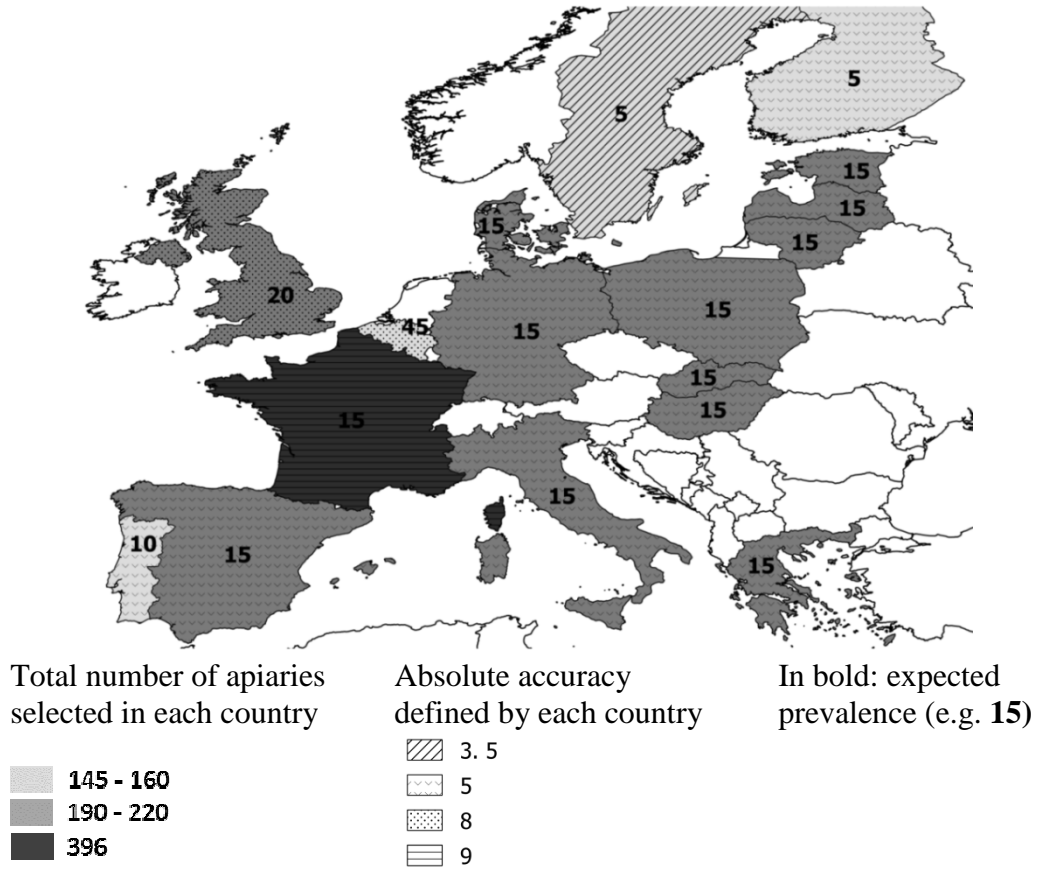 5
5
15
15
15
15
20
45
15
15
15
15
15
15
10
15
15
Total number of apiaries
selected in each country
145 - 160
190 - 220
396
Absolute accuracy
defined by each country
3. 5
5
8
9
In bold: expected
prevalence (e.g. 15)